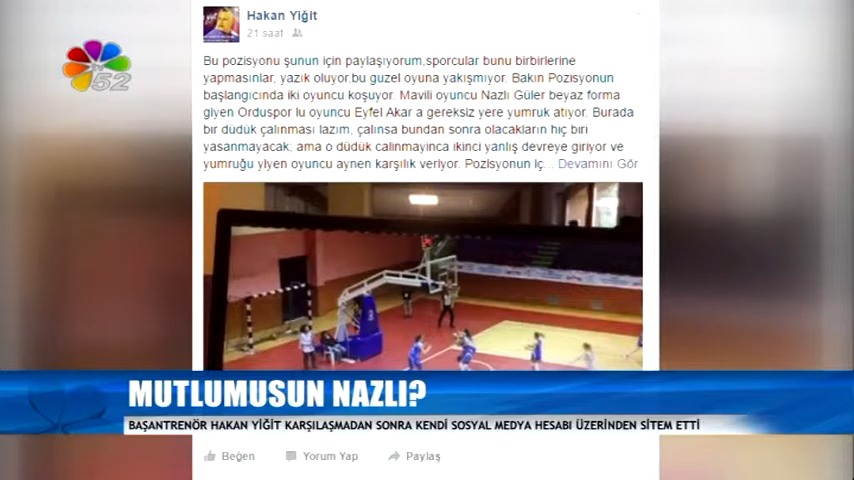 Hakan Yiğit
21 saat
Bu pozisyonu şunun için paylaşıyorum,sporcular bunu birbirlerine
yapmasınlar, yazık oluyor.bu guzel oyuna yakışmıyor. Bakın Pozisyonun
başlangıcında iki oyuncu koşuyor. Mavili oyuncu Nazlı Güler beyaz forma
giyen Orduspor lu oyuncu Eyfel Akar a gereksiz yere yumruk atıyor. Burada
bir düdük çalınması lazım, çalınsa bundan sonra olacakların hiç biri
yasanmayacak; ama o düdük calınmayinca ikinci yanlış devreye giriyor ve
yumruğu yiyen oyuncu aynen karşılık veriyor. Pozisyonun iç... Devamını Gör
52
MUTLUMUSUN NAZLI?
BAŞANTRENÖR HAKAN YİĞİT KARŞILAŞMADAN SONRA KENDİ SOSYAL MEDYA HESABI ÜZERİNDEN SİTEM ETTİ
Beğen Yorum Yap Paylaş